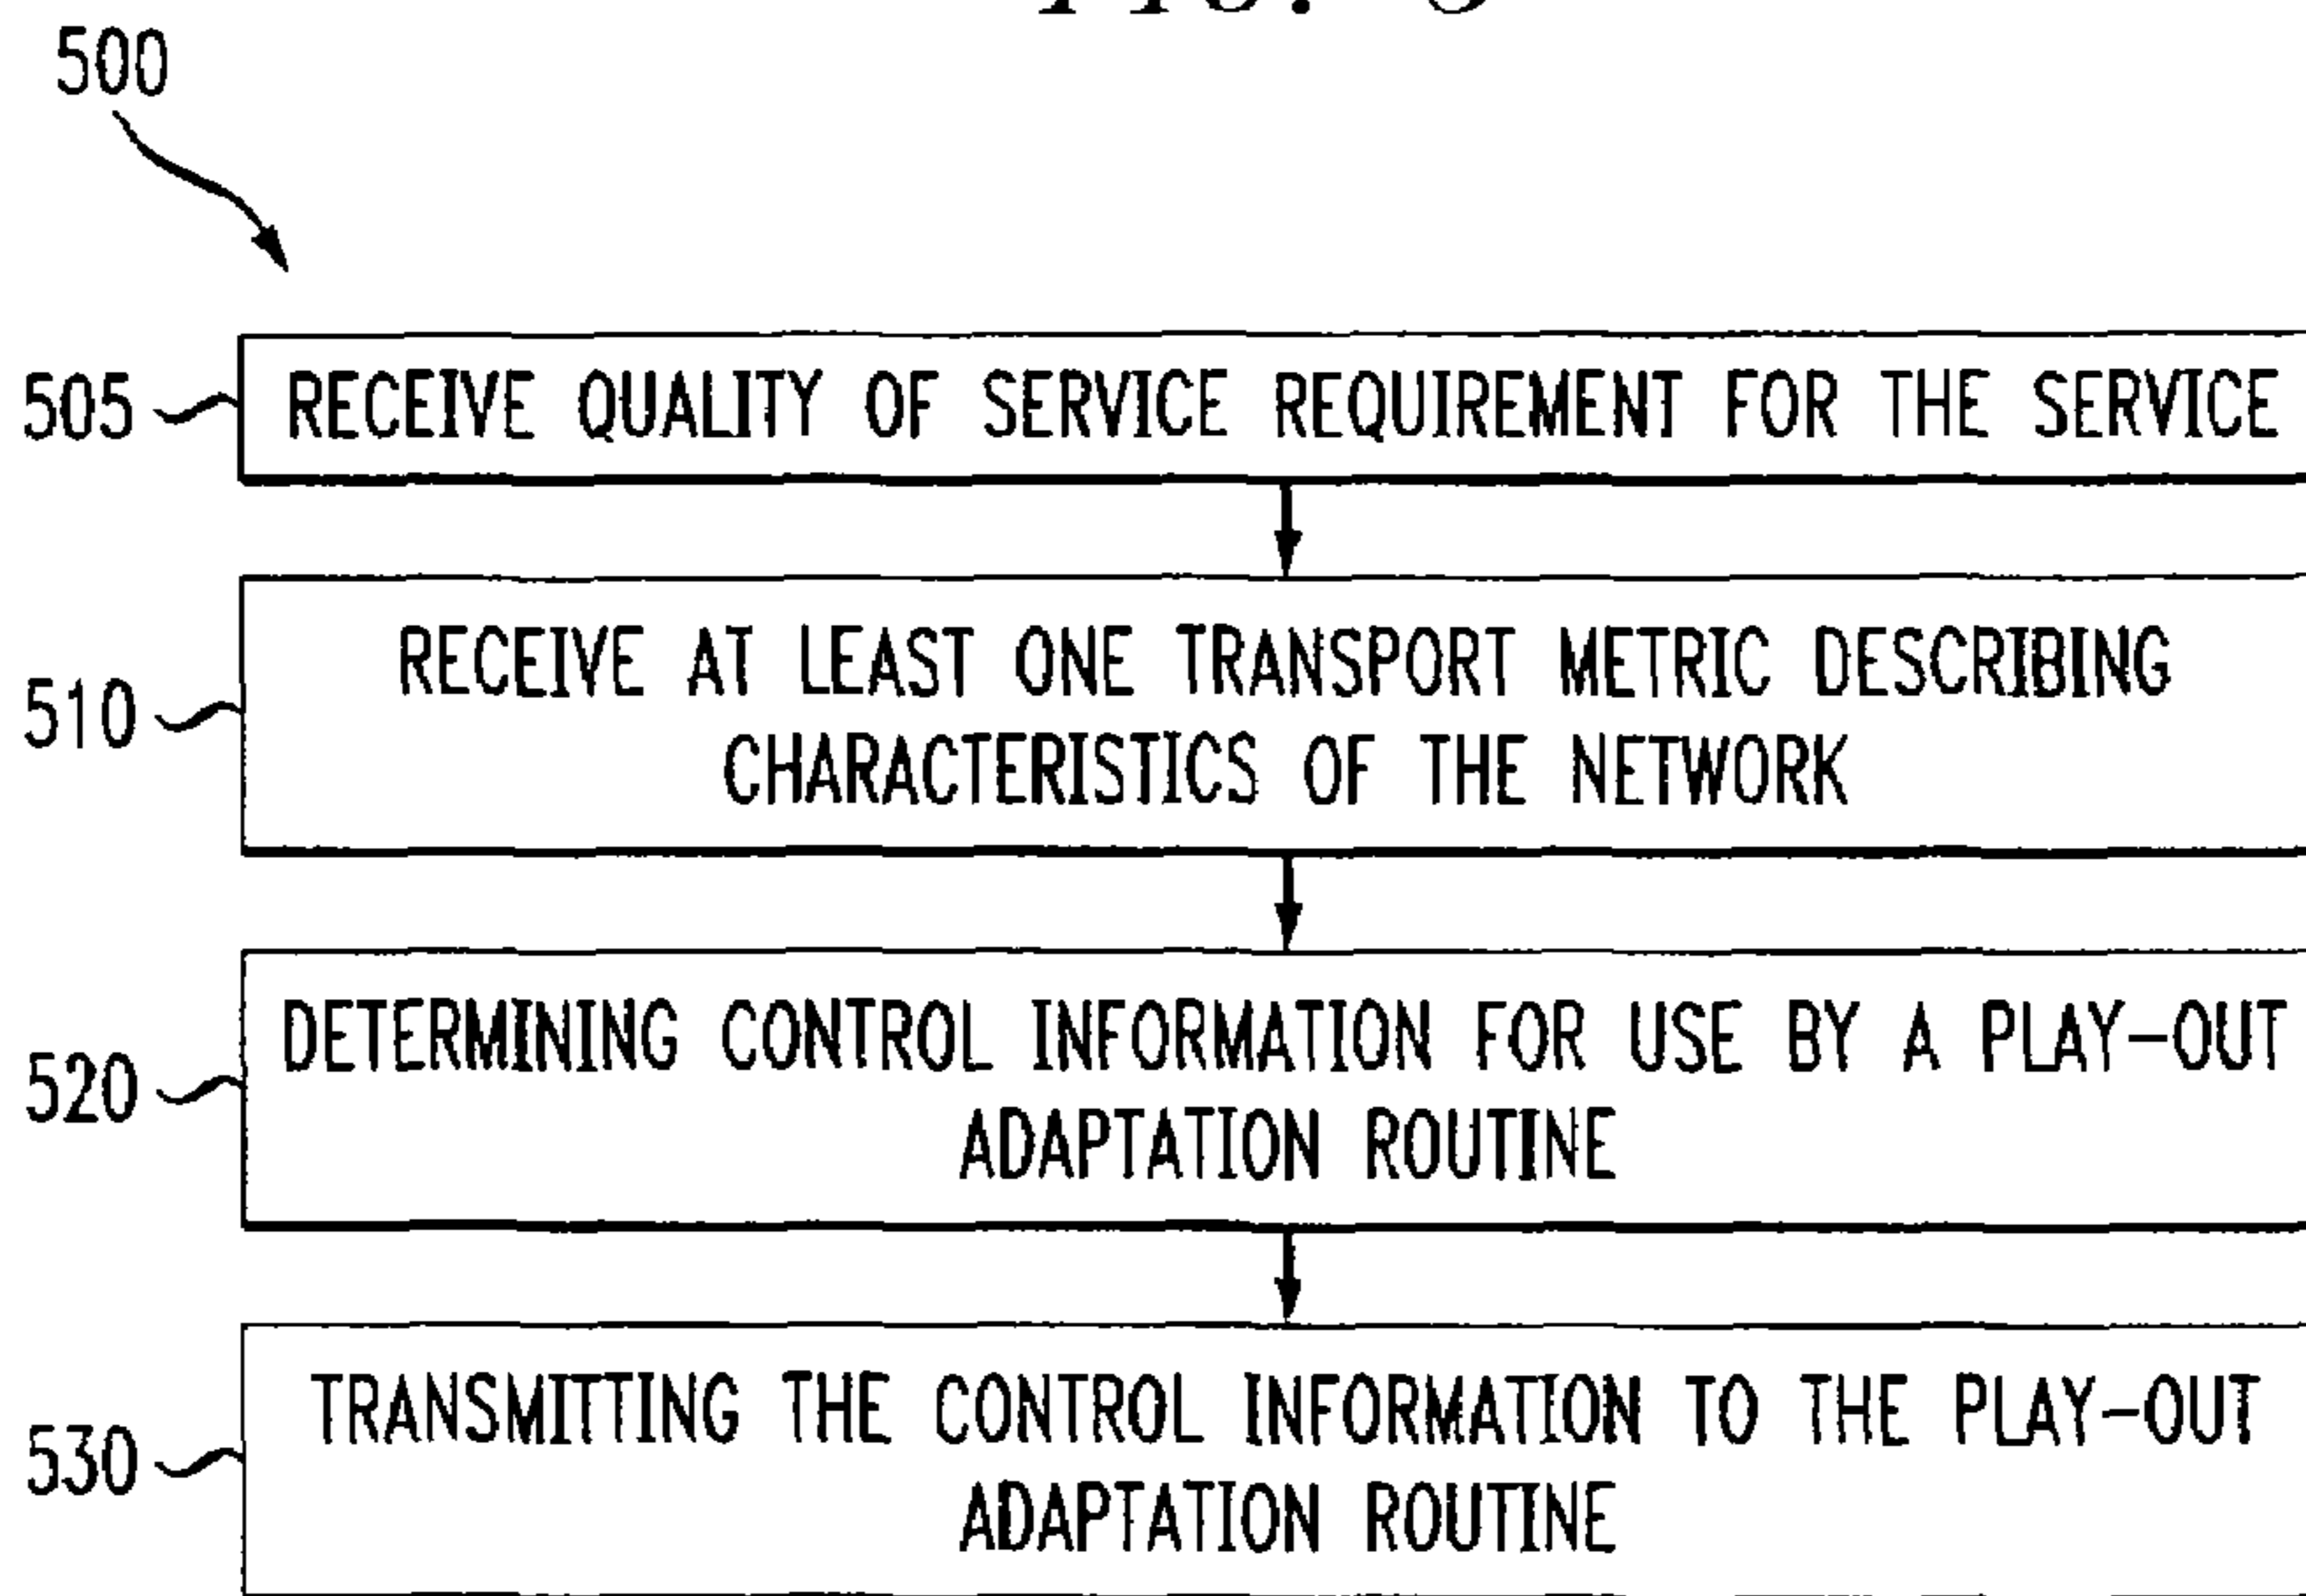 500
505 RECEIVE QUALITY OF SERVICE REQUIREMENT FOR THE SERVICE
510 RECEIVE AT LEAST ONE TRANSPORT METRIC DESCRIBING
CHARACTERISTICS OF THE NETWORK
520 DETERMINING CONTROL INFORMATION FOR USE BY A PLAY-OUT
ADAPTATION ROUTINE
530 TRANSMITTING THE CONTROL INFORMATION TO THE PLAY-OUT
ADAPTATION ROUTINE